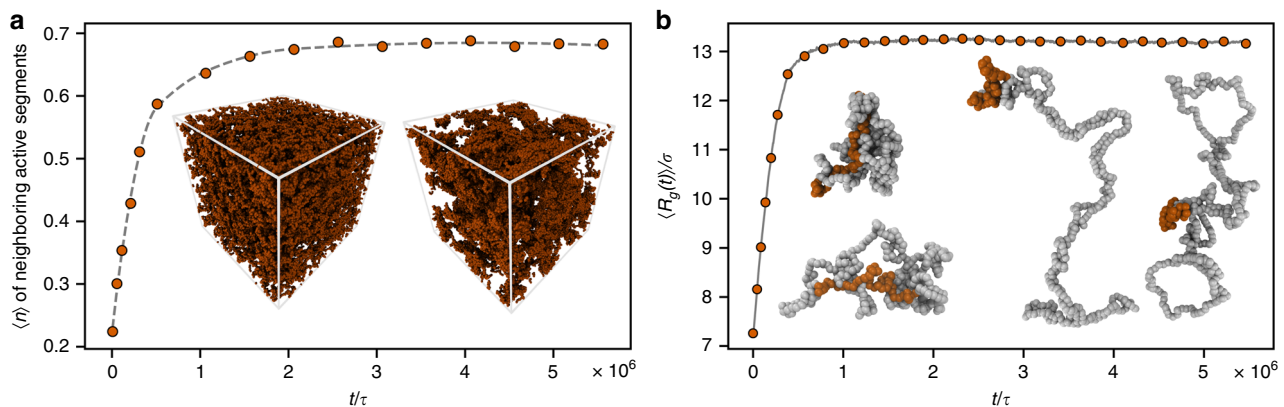 a
0.7
0.6
0.5
0.4
0.3
0.2
⟨n⟩ of neighboring active segments
0 1 2 3 4 5 × 10⁶
t/τ
b
13
12
11
10
9
8
7
⟨R_g(t)⟩/σ
0 1 2 3 4 5 × 10⁶
t/τ